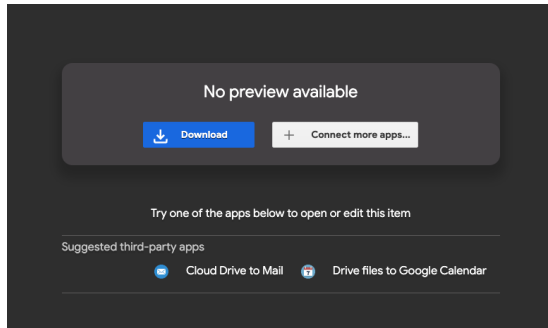 No preview available
Download
Connect more apps...
Try one of the apps below to open or edit this item
Suggested third-party apps
Cloud Drive to Mail
Drive files to Google Calendar